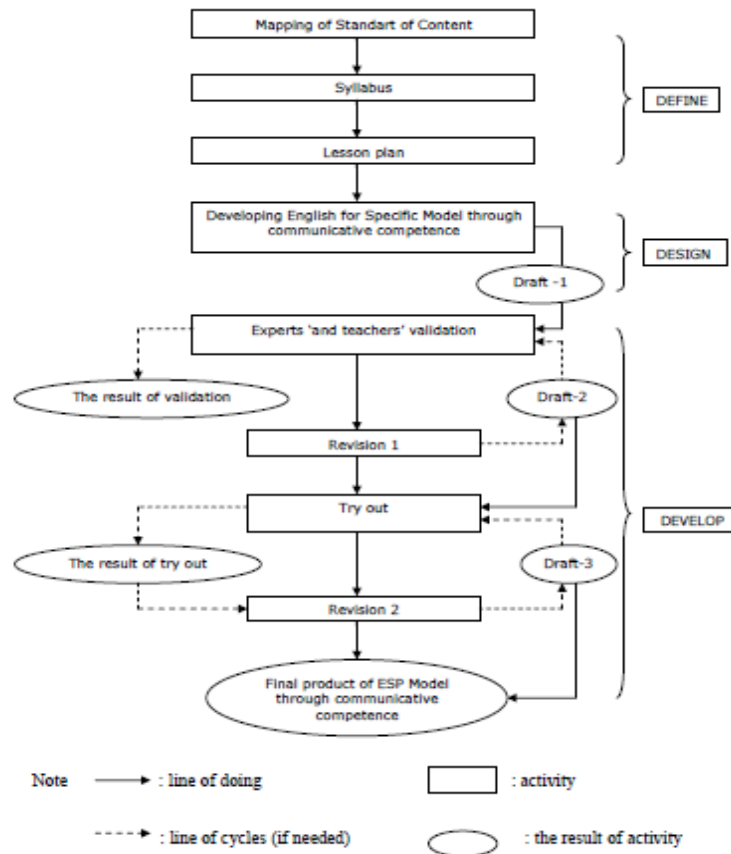 Mapping of Standart of Content
Syllabus
DEFINE
Lesson plan
Developing English for Specific Model through
communicative competence
DESIGN
Draft -1
Experts 'and teachers' validation
The result of validation
Draft-2
Revision 1
Try out
DEVELOP
The result of try out
Draft-3
Revision 2
Final product of ESP Model
through communicative
competence
Note : line of doing : activity
: line of cycles (if needed) : the result of activity